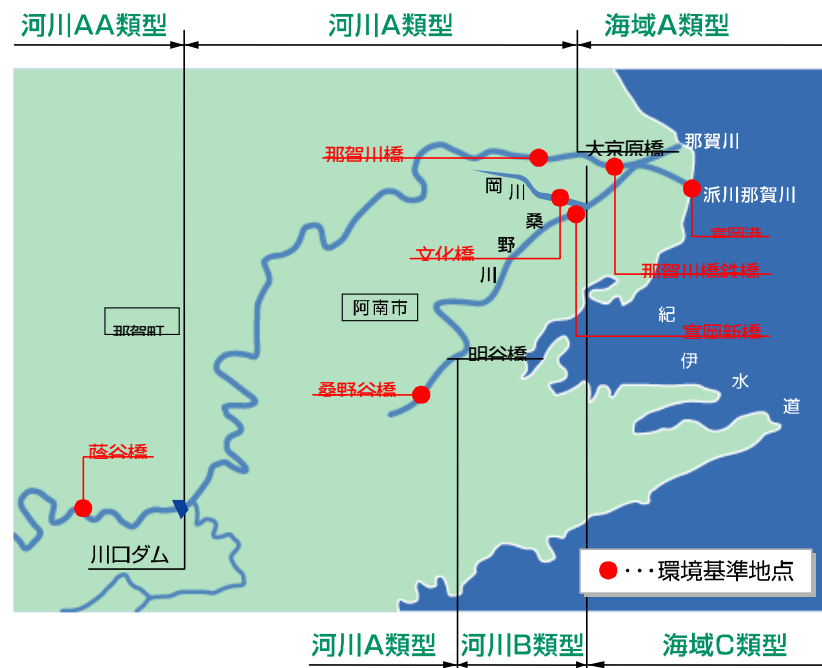 河川AA類型
河川A類型
海域A類型
那賀川橋
大京原橋
那賀川
岡川
派川那賀川
桑野川
富岡港
文化橋
那賀川橋鉄橋
那賀町
阿南市
富岡新橋
明谷橋
紀伊水道
桑野谷橋
蔭谷橋
川口ダム
●・・・環境基準地点
河川A類型
河川B類型
海域C類型